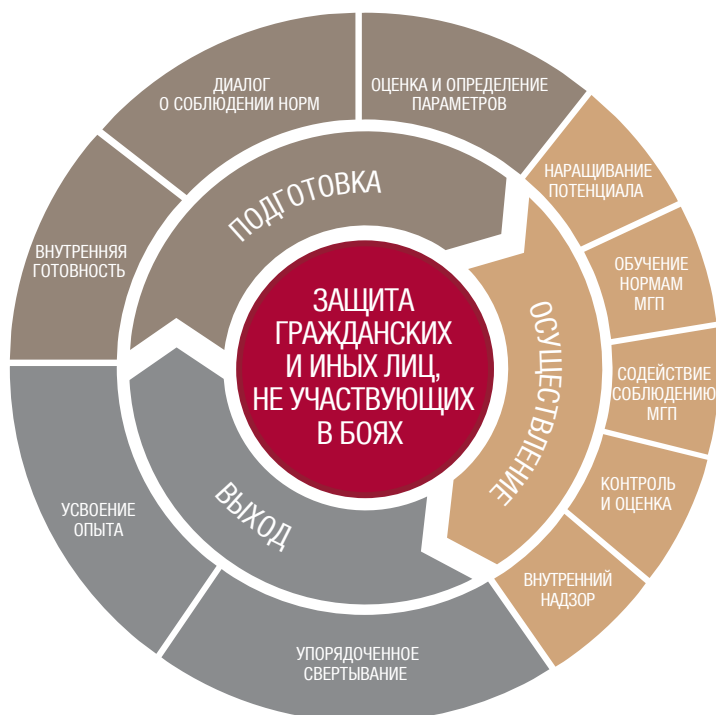 ДИАЛОГ
О СОБЛЮДЕНИИ НОРМ
ОЦЕНКА И ОПРЕДЕЛЕНИЕ
ПАРАМЕТРОВ
НАРАЩИВАНИЕ
ПОТЕНЦИАЛА
ОБУЧЕНИЕ
НОРМАМ
МГП
СОДЕЙСТВИЕ
СОБЛЮДЕНИЮ
МГП
КОНТРОЛЬ
И ОЦЕНКА
ВНУТРЕННИЙ
НАДЗОР
УПОРЯДОЧЕННОЕ
СВЕРТЫВАНИЕ
УСВОЕНИЕ
ОПЫТА
ВНУТРЕННЯЯ
ГОТОВНОСТЬ
ПОДГОТОВКА
ОСУЩЕСТВЛЕНИЕ
ВЫХОД
ЗАЩИТА
ГРАЖДАНСКИХ
И ИНЫХ ЛИЦ,
НЕ УЧАСТВУЮЩИХ
В БОЯХ